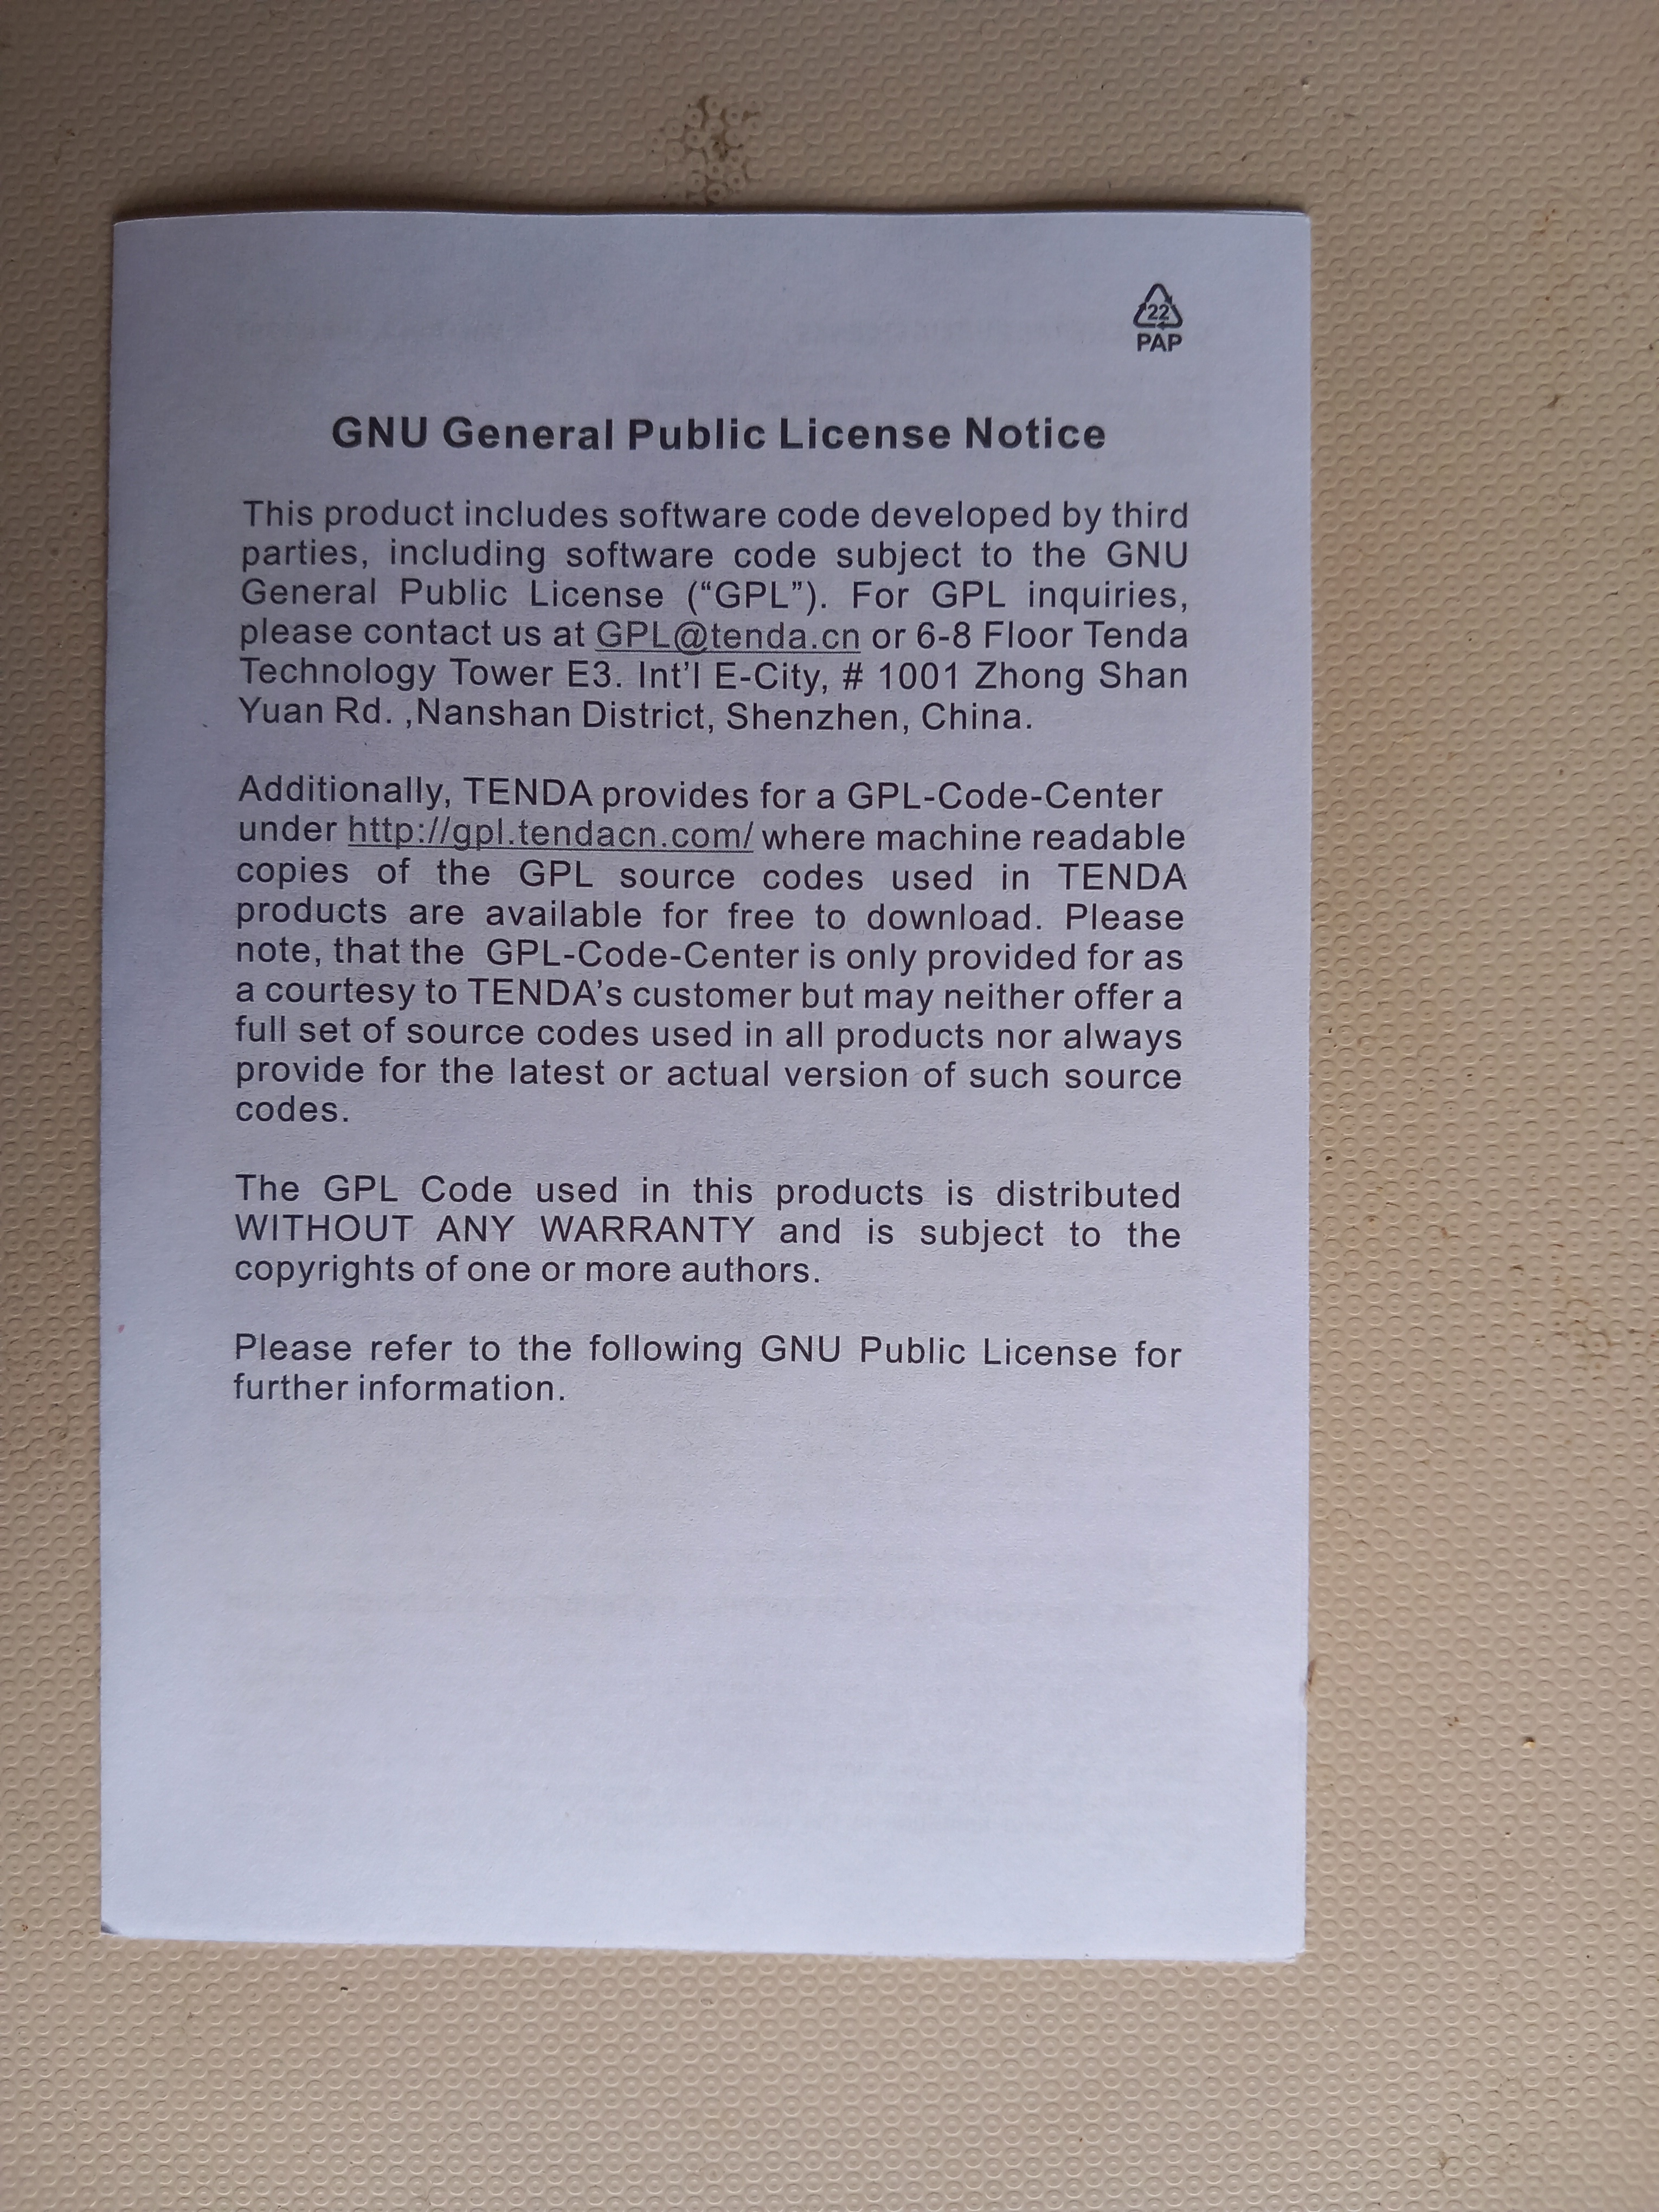 22
PAP
GNU General Public License Notice
This product includes software code developed by third
parties, including software code subject to the GNU
General Public License (“GPL”). For GPL inquiries,
please contact us at GPL@tenda.cn or 6-8 Floor Tenda
Technology Tower E3. Int’l E-City, # 1001 Zhong Shan
Yuan Rd. ,Nanshan District, Shenzhen, China.
Additionally, TENDA provides for a GPL-Code-Center
under http://gpl.tendacn.com/ where machine readable
copies of the GPL source codes used in TENDA
products are available for free to download. Please
note, that the GPL-Code-Center is only provided for as
a courtesy to TENDA’s customer but may neither offer a
full set of source codes used in all products nor always
provide for the latest or actual version of such source
codes.
The GPL Code used in this products is distributed
WITHOUT ANY WARRANTY and is subject to the
copyrights of one or more authors.
Please refer to the following GNU Public License for
further information.